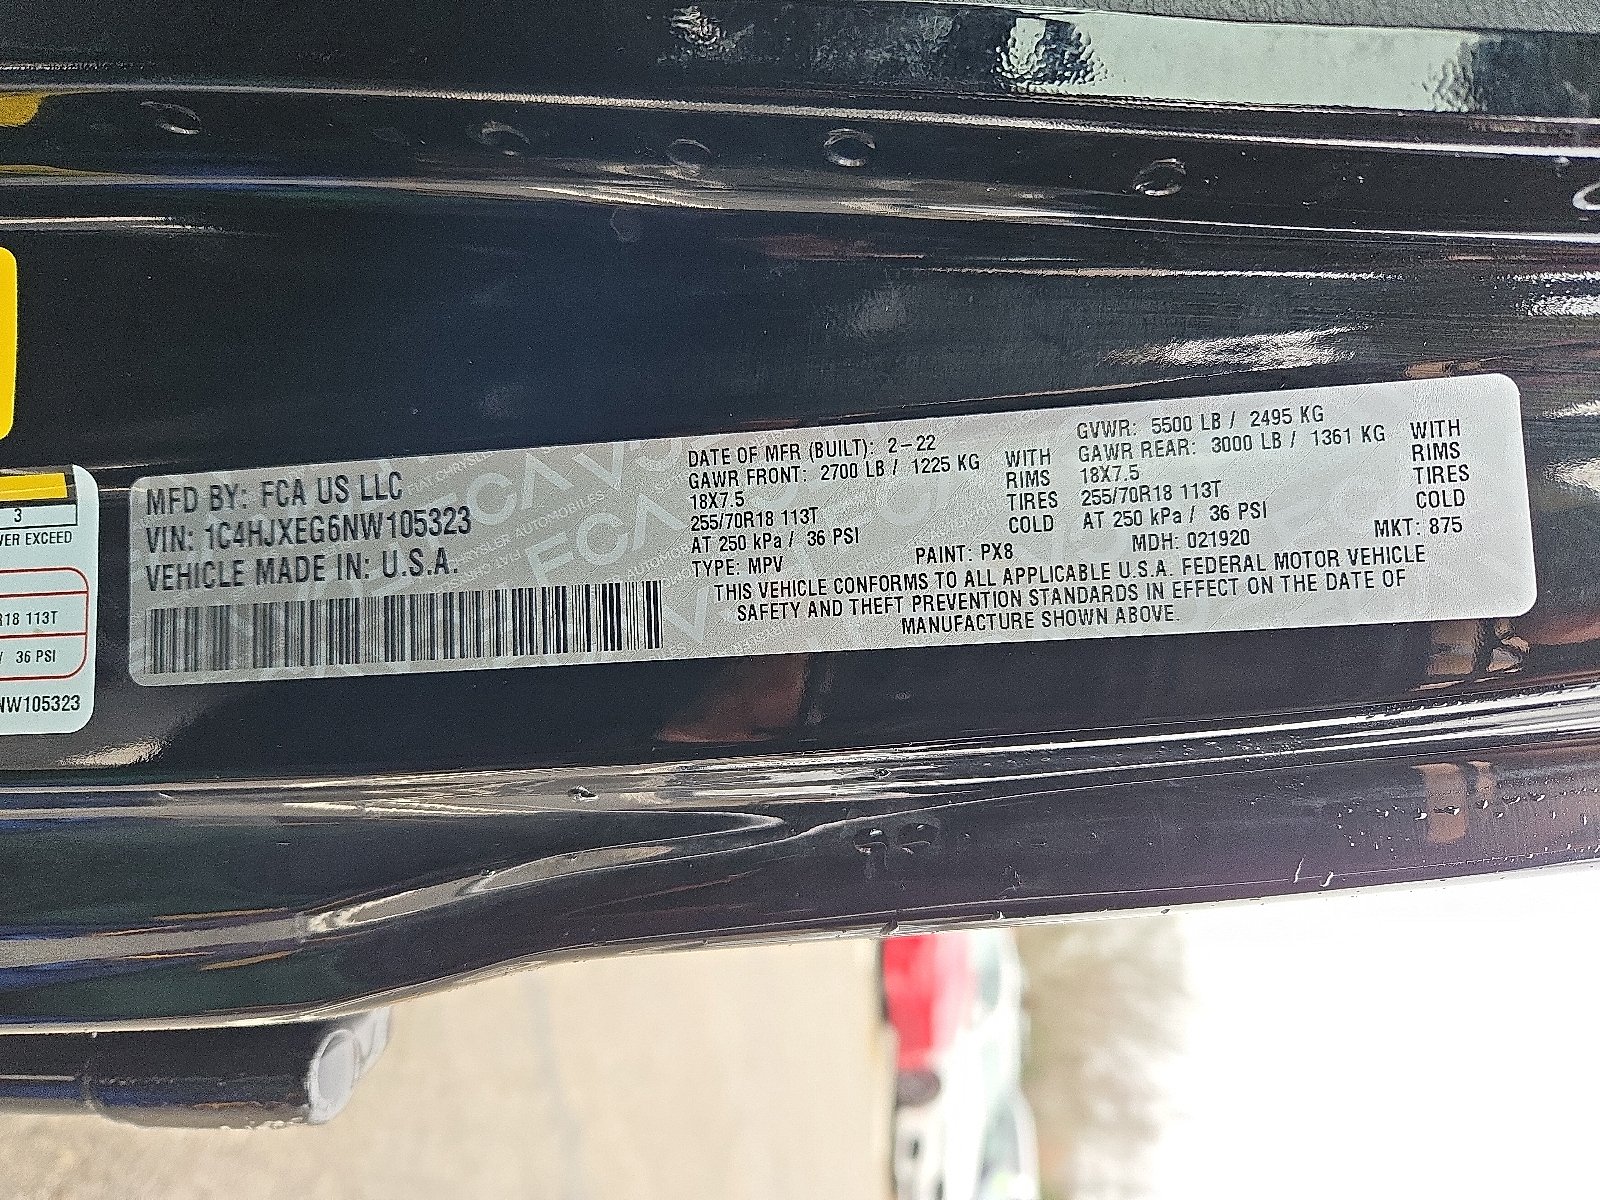 MFD BY: FCA US LLC
VIN: 1C4HJXEG6NW105323
VEHICLE MADE IN: U.S.A.
DATE OF MFR (BUILT): 2-22
GAWR FRONT: 2700 LB / 1225 KG WITH
18X7.5 RIMS
255/70R18 113T TIRES
AT 250 kPa / 36 PSI COLD
TYPE: MPV PAINT: PX8
GVWR: 5500 LB / 2495 KG
GAWR REAR: 3000 LB / 1361 KG WITH
18X7.5 RIMS
255/70R18 113T TIRES
AT 250 kPa / 36 PSI COLD
MDH: 021920 MKT: 875
THIS VEHICLE CONFORMS TO ALL APPLICABLE U.S.A. FEDERAL MOTOR VEHICLE
SAFETY AND THEFT PREVENTION STANDARDS IN EFFECT ON THE DATE OF
MANUFACTURE SHOWN ABOVE.
3
VER EXCEED
R18 113T
/ 36 PSI
NW105323